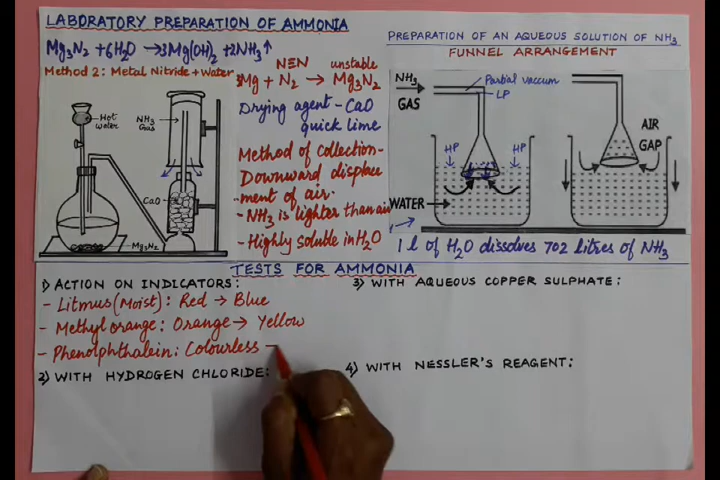 LABORATORY PREPARATION OF AMMONIA
Mg₃N₂ + 6H₂O → 3Mg(OH)₂ + 2NH₃↑
Method 2: Metal Nitride + Water
Hot water
NH₃ Gas
CaO
Mg₃N₂
N≡N unstable
3Mg + N₂ → Mg₃N₂
Drying agent - CaO
quick lime
Method of collection-
Downward displace
-ment of air.
- NH₃ is lighter than air
- Highly soluble in H₂O
PREPARATION OF AN AQUEOUS SOLUTION OF NH₃
FUNNEL ARRANGEMENT
NH₃ GAS
Partial vaccum
LP
HP
HP
WATER
AIR GAP
1 l of H₂O dissolves 702 litres of NH₃
TESTS FOR AMMONIA
1) ACTION ON INDICATORS:
- Litmus (Moist): Red → Blue
- Methyl orange: Orange → Yellow
- Phenolphthalein: Colourless -
2) WITH HYDROGEN CHLORIDE:
3) WITH AQUEOUS COPPER SULPHATE:
4) WITH NESSLER'S REAGENT: